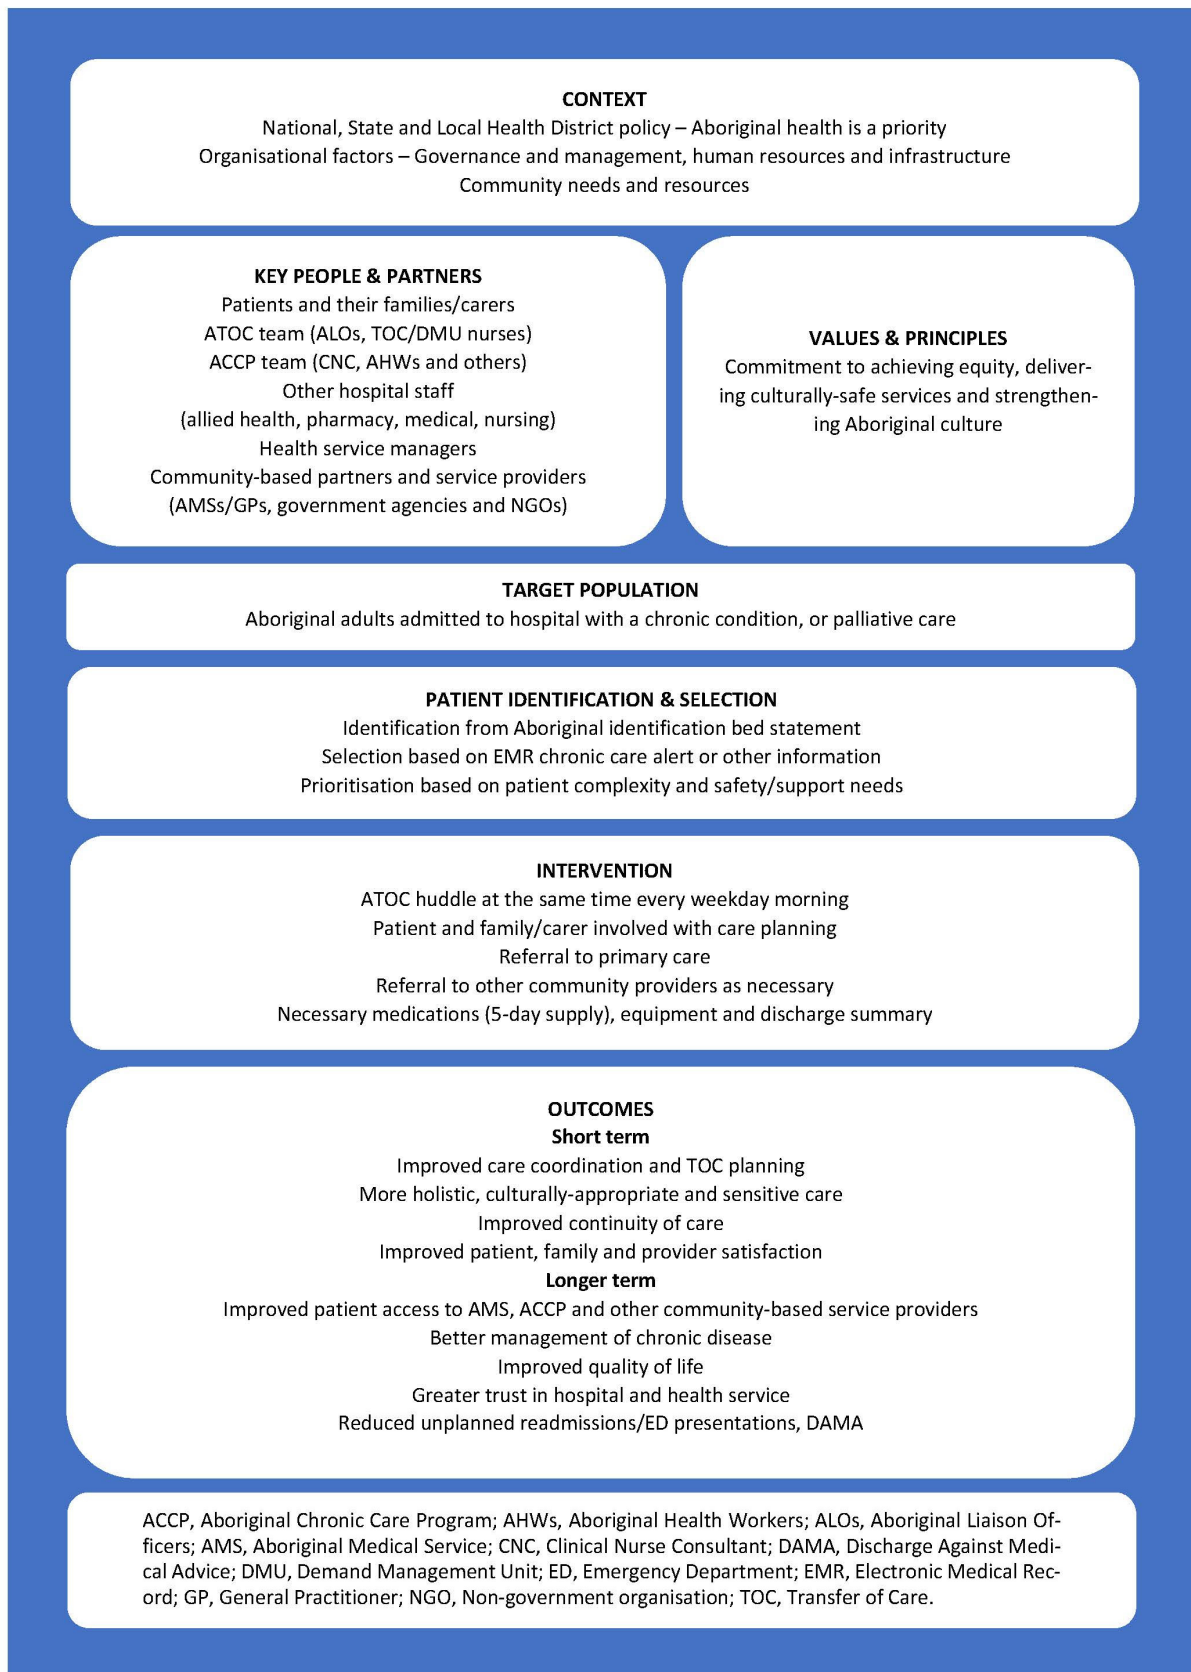 CONTEXT
National, State and Local Health District policy – Aboriginal health is a priority
Organisational factors – Governance and management, human resources and infrastructure
Community needs and resources
KEY PEOPLE & PARTNERS
Patients and their families/carers
ATOC team (ALOs, TOC/DMU nurses)
ACCP team (CNC, AHWs and others)
Other hospital staff
(allied health, pharmacy, medical, nursing)
Health service managers
Community-based partners and service providers
(AMSs/GPs, government agencies and NGOs)
VALUES & PRINCIPLES
Commitment to achieving equity, deliver-
ing culturally-safe services and strengthen-
ing Aboriginal culture
TARGET POPULATION
Aboriginal adults admitted to hospital with a chronic condition, or palliative care
PATIENT IDENTIFICATION & SELECTION
Identification from Aboriginal identification bed statement
Selection based on EMR chronic care alert or other information
Prioritisation based on patient complexity and safety/support needs
INTERVENTION
ATOC huddle at the same time every weekday morning
Patient and family/carer involved with care planning
Referral to primary care
Referral to other community providers as necessary
Necessary medications (5-day supply), equipment and discharge summary
OUTCOMES
Short term
Improved care coordination and TOC planning
More holistic, culturally-appropriate and sensitive care
Improved continuity of care
Improved patient, family and provider satisfaction
Longer term
Improved patient access to AMS, ACCP and other community-based service providers
Better management of chronic disease
Improved quality of life
Greater trust in hospital and health service
Reduced unplanned readmissions/ED presentations, DAMA
ACCP, Aboriginal Chronic Care Program; AHWs, Aboriginal Health Workers; ALOs, Aboriginal Liaison Of-
ficers; AMS, Aboriginal Medical Service; CNC, Clinical Nurse Consultant; DAMA, Discharge Against Medi-
cal Advice; DMU, Demand Management Unit; ED, Emergency Department; EMR, Electronic Medical Rec-
ord; GP, General Practitioner; NGO, Non-government organisation; TOC, Transfer of Care.